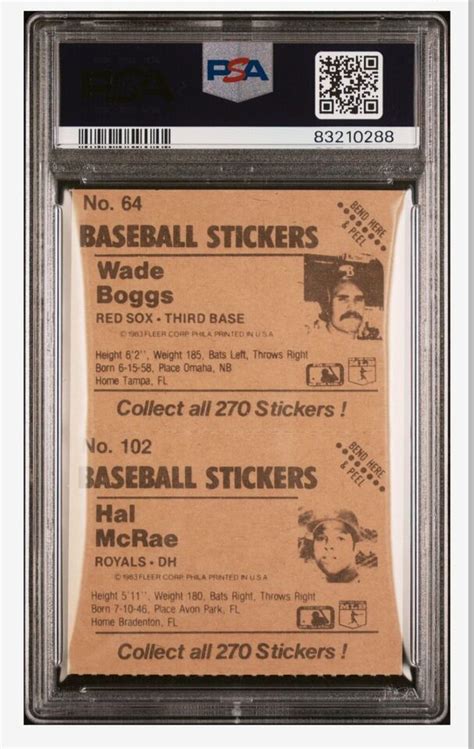 PSA
PSA
83210288
No. 64
BEND HERE
& PEEL
BASEBALL STICKERS
Wade
Boggs
RED SOX • THIRD BASE
© 1983 FLEER CORP. PHILA. PRINTED IN U.S.A.
Height 6'2'', Weight 185, Bats Left, Throws Right
Born 6-15-58, Place Omaha, NB
Home Tampa, FL
Collect all 270 Stickers !
No. 102
BEND HERE
& PEEL
BASEBALL STICKERS
Hal
McRae
ROYALS • DH
© 1983 FLEER CORP. PHILA. PRINTED IN U.S.A.
Height 5'11'', Weight 180, Bats Right, Throws Right
Born 7-10-46, Place Avon Park, FL
Home Bradenton, FL
Collect all 270 Stickers !
PSA